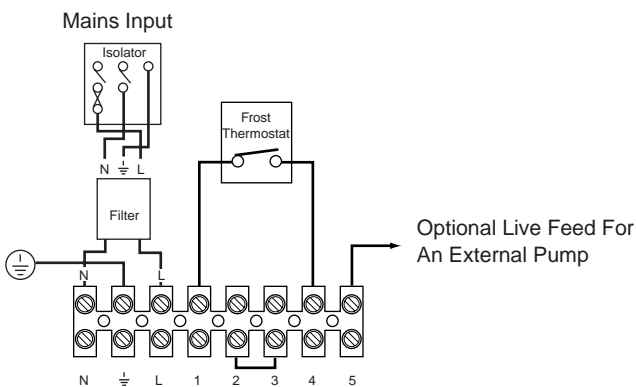 Mains Input
Isolator
Frost
Thermostat
N ⏚ L
Filter
Optional Live Feed For
An External Pump
N L
N ⏚ L 1 2 3 4 5